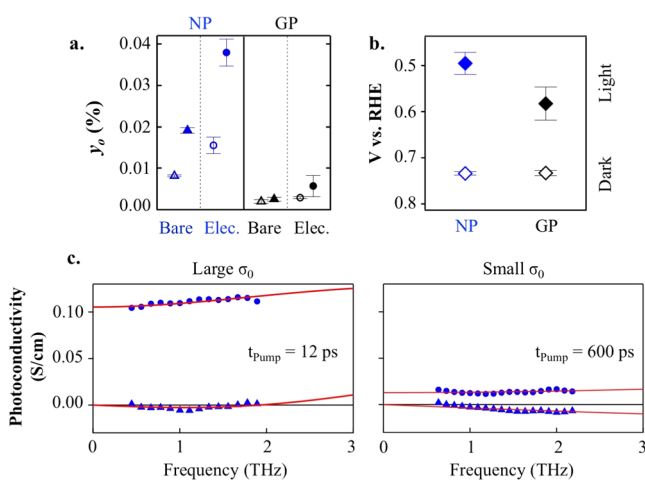 NP GP
a.
0.04
0.03
0.02
0.01
0.00
yₒ (%)
Bare Elec. Bare Elec.
b.
0.5
0.6
0.7
0.8
V vs. RHE
Light
Dark
NP GP
c.
Large σ₀
Photoconductivity
(S/cm)
0.10
0.05
0.00
t_Pump = 12 ps
0 1 2 3
Frequency (THz)
Small σ₀
t_Pump = 600 ps
0 1 2 3
Frequency (THz)